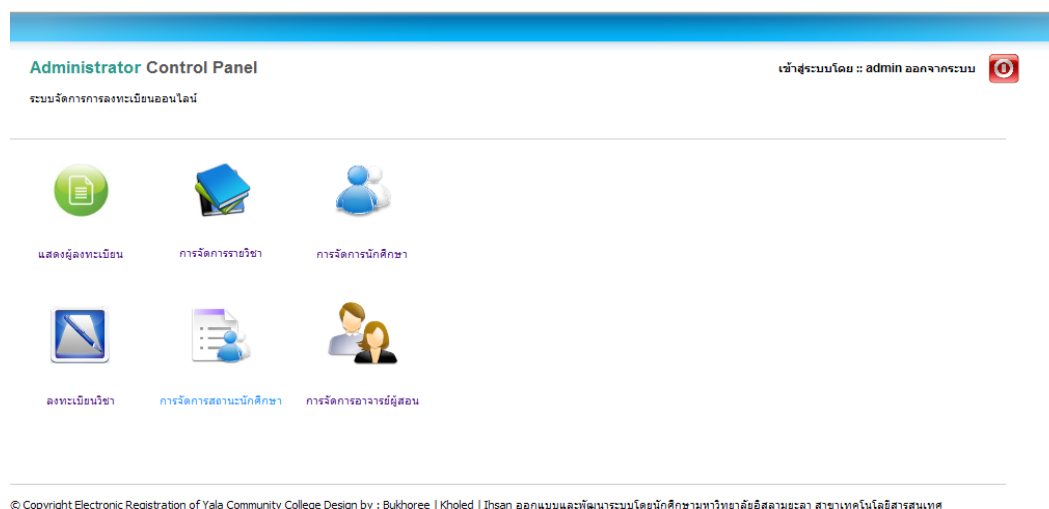 Administrator Control Panel
เข้าสู่ระบบโดย :: admin ออกจากระบบ
ระบบจัดการการลงทะเบียนออนไลน์
แสดงผู้ลงทะเบียน การจัดการรายวิชา การจัดการนักศึกษา
ลงทะเบียนวิชา การจัดการสถานะนักศึกษา การจัดการอาจารย์ผู้สอน
© Copyright Electronic Registration of Yala Community College Design by : Bukhoree | Kholed | Ihsan ออกแบบและพัฒนาระบบโดยนักศึกษามหาวิทยาลัยอิสลามยะลา สาขาเทคโนโลยีสารสนเทศ